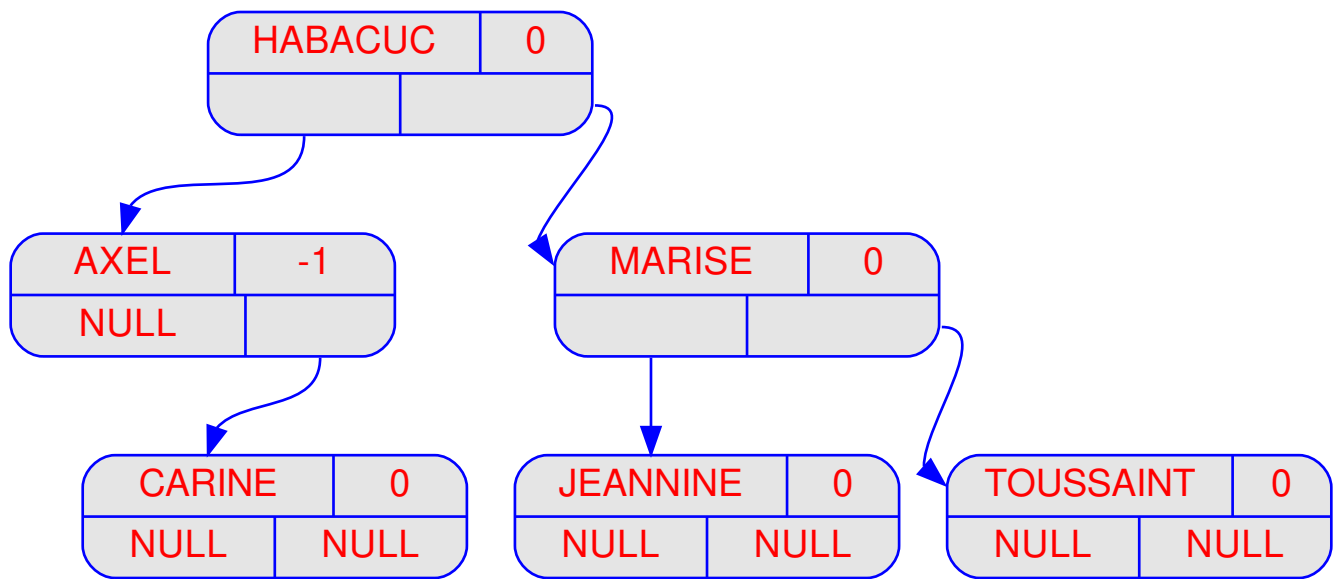 HABACUC 0
AXEL -1
NULL
MARISE 0
CARINE 0
NULL NULL
JEANNINE 0
NULL NULL
TOUSSAINT 0
NULL NULL